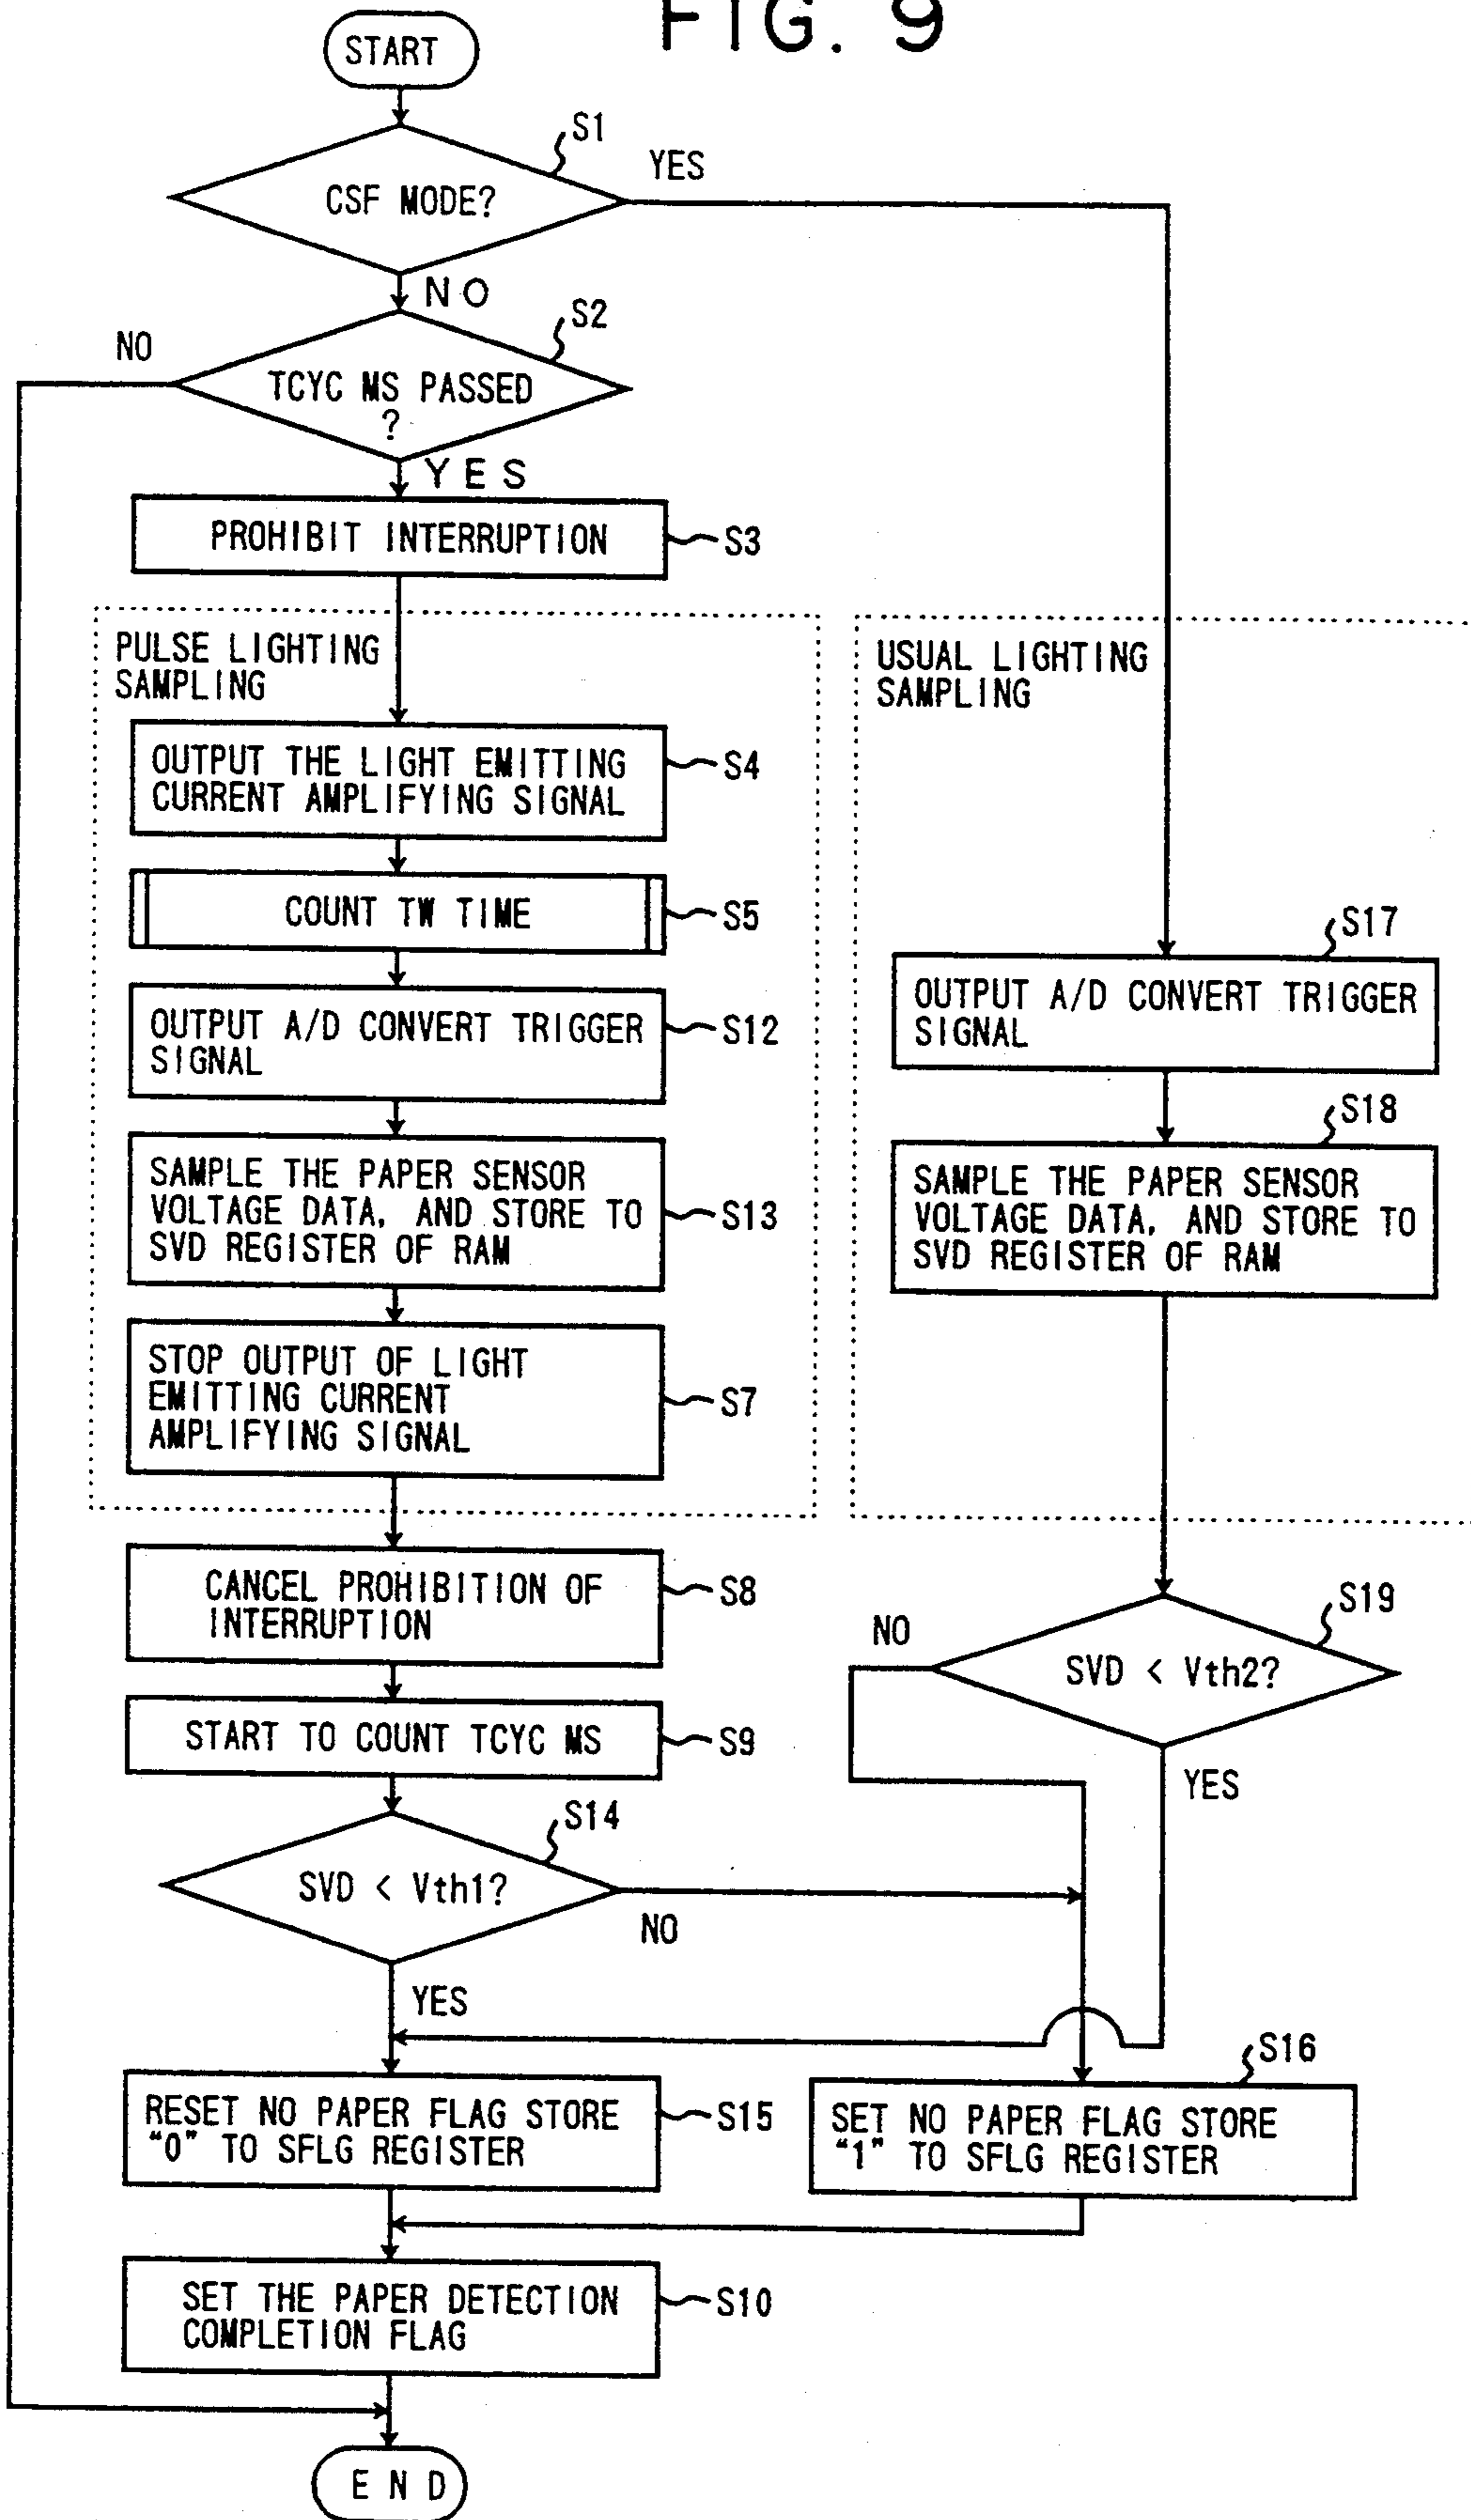 FIG. 9
START
S1
YES
CSF MODE?
NO
S2
NO
TCYC MS PASSED
?
YES
PROHIBIT INTERRUPTION
S3
PULSE LIGHTING
SAMPLING
OUTPUT THE LIGHT EMITTING
CURRENT AMPLIFYING SIGNAL
S4
COUNT TW TIME
S5
OUTPUT A/D CONVERT TRIGGER
SIGNAL
S12
SAMPLE THE PAPER SENSOR
VOLTAGE DATA, AND STORE TO
SVD REGISTER OF RAM
S13
STOP OUTPUT OF LIGHT
EMITTING CURRENT
AMPLIFYING SIGNAL
S7
USUAL LIGHTING
SAMPLING
S17
OUTPUT A/D CONVERT TRIGGER
SIGNAL
S18
SAMPLE THE PAPER SENSOR
VOLTAGE DATA, AND STORE TO
SVD REGISTER OF RAM
CANCEL PROHIBITION OF
INTERRUPTION
S8
START TO COUNT TCYC MS
S9
S19
NO
SVD < Vth2?
YES
S14
SVD < Vth1?
NO
YES
RESET NO PAPER FLAG STORE
“0” TO SFLG REGISTER
S15
S16
SET NO PAPER FLAG STORE
“1” TO SFLG REGISTER
SET THE PAPER DETECTION
COMPLETION FLAG
S10
END